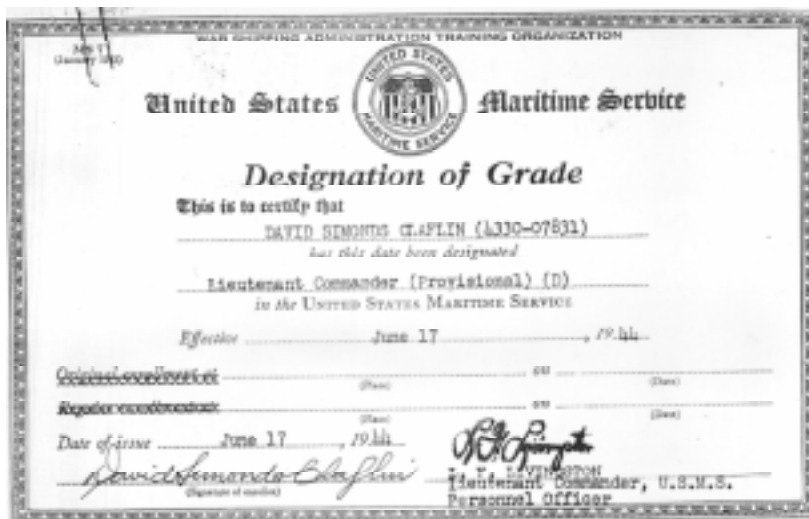 WAR SHIPPING ADMINISTRATION TRAINING ORGANIZATION
United States Maritime Service
UNITED STATES MARITIME SERVICE
Designation of Grade
This is to certify that
DAVID SIMONDS CLAFLIN (4330-07831)
has this date been designated
Lieutenant Commander (Provisional) (D)
in the UNITED STATES MARITIME SERVICE
Effective June 17, 1944
Original enrollment at on
(Place) (Date)
Regular on
(Place) (Date)
Date of issue June 17, 1944
David Simonds Claflin
(Signature of member)
LIVINGSTON
Lieutenant Commander, U.S.M.S.
Personnel Officer